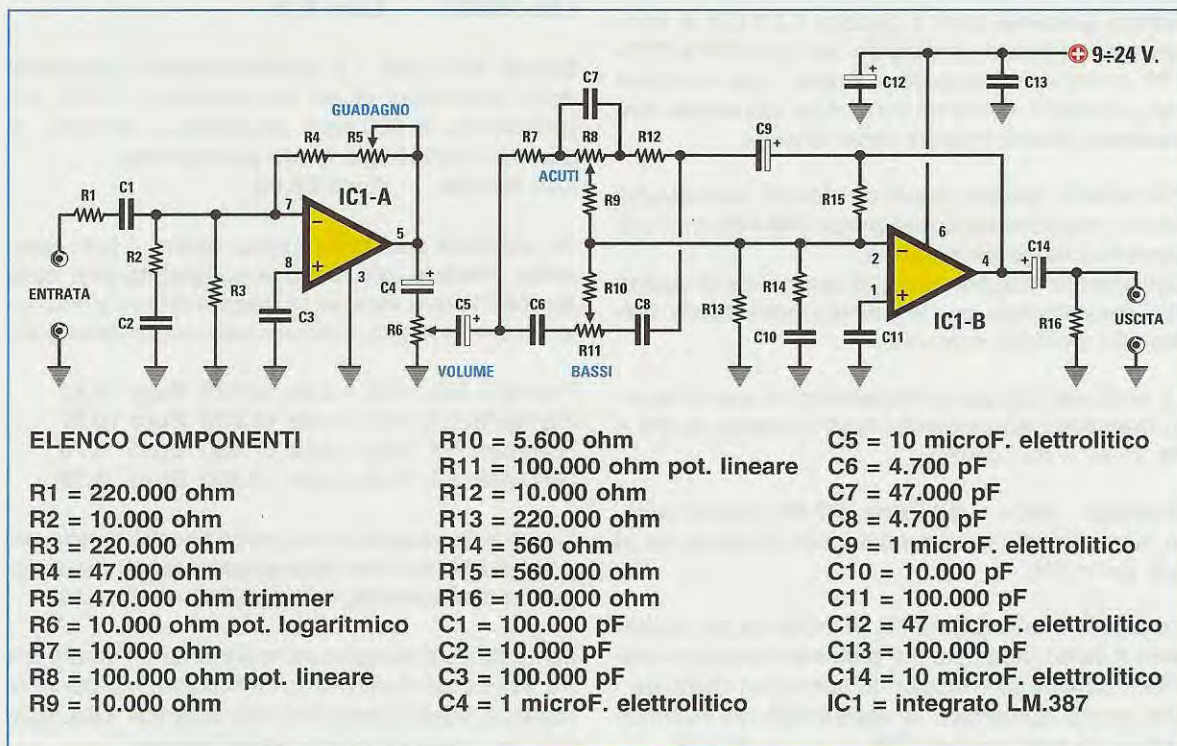 9÷24 V.
C12
C13
C7
GUADAGNO
R4
R5
R7
R8
R12
C9
R1
C1
IC1-A
ACUTI
R9
R15
7
5
6
R2
8
3
C4
2
4
C14
ENTRATA
R3
C5
C6
R10
C8
R13
R14
1
C2
C3
R6
R11
C10
C11
IC1-B
R16
USCITA
VOLUME
BASSI
ELENCO COMPONENTI
R1 = 220.000 ohm
R2 = 10.000 ohm
R3 = 220.000 ohm
R4 = 47.000 ohm
R5 = 470.000 ohm trimmer
R6 = 10.000 ohm pot. logaritmico
R7 = 10.000 ohm
R8 = 100.000 ohm pot. lineare
R9 = 10.000 ohm
R10 = 5.600 ohm
R11 = 100.000 ohm pot. lineare
R12 = 10.000 ohm
R13 = 220.000 ohm
R14 = 560 ohm
R15 = 560.000 ohm
R16 = 100.000 ohm
C1 = 100.000 pF
C2 = 10.000 pF
C3 = 100.000 pF
C4 = 1 microF. elettrolitico
C5 = 10 microF. elettrolitico
C6 = 4.700 pF
C7 = 47.000 pF
C8 = 4.700 pF
C9 = 1 microF. elettrolitico
C10 = 10.000 pF
C11 = 100.000 pF
C12 = 47 microF. elettrolitico
C13 = 100.000 pF
C14 = 10 microF. elettrolitico
IC1 = integrato LM.387